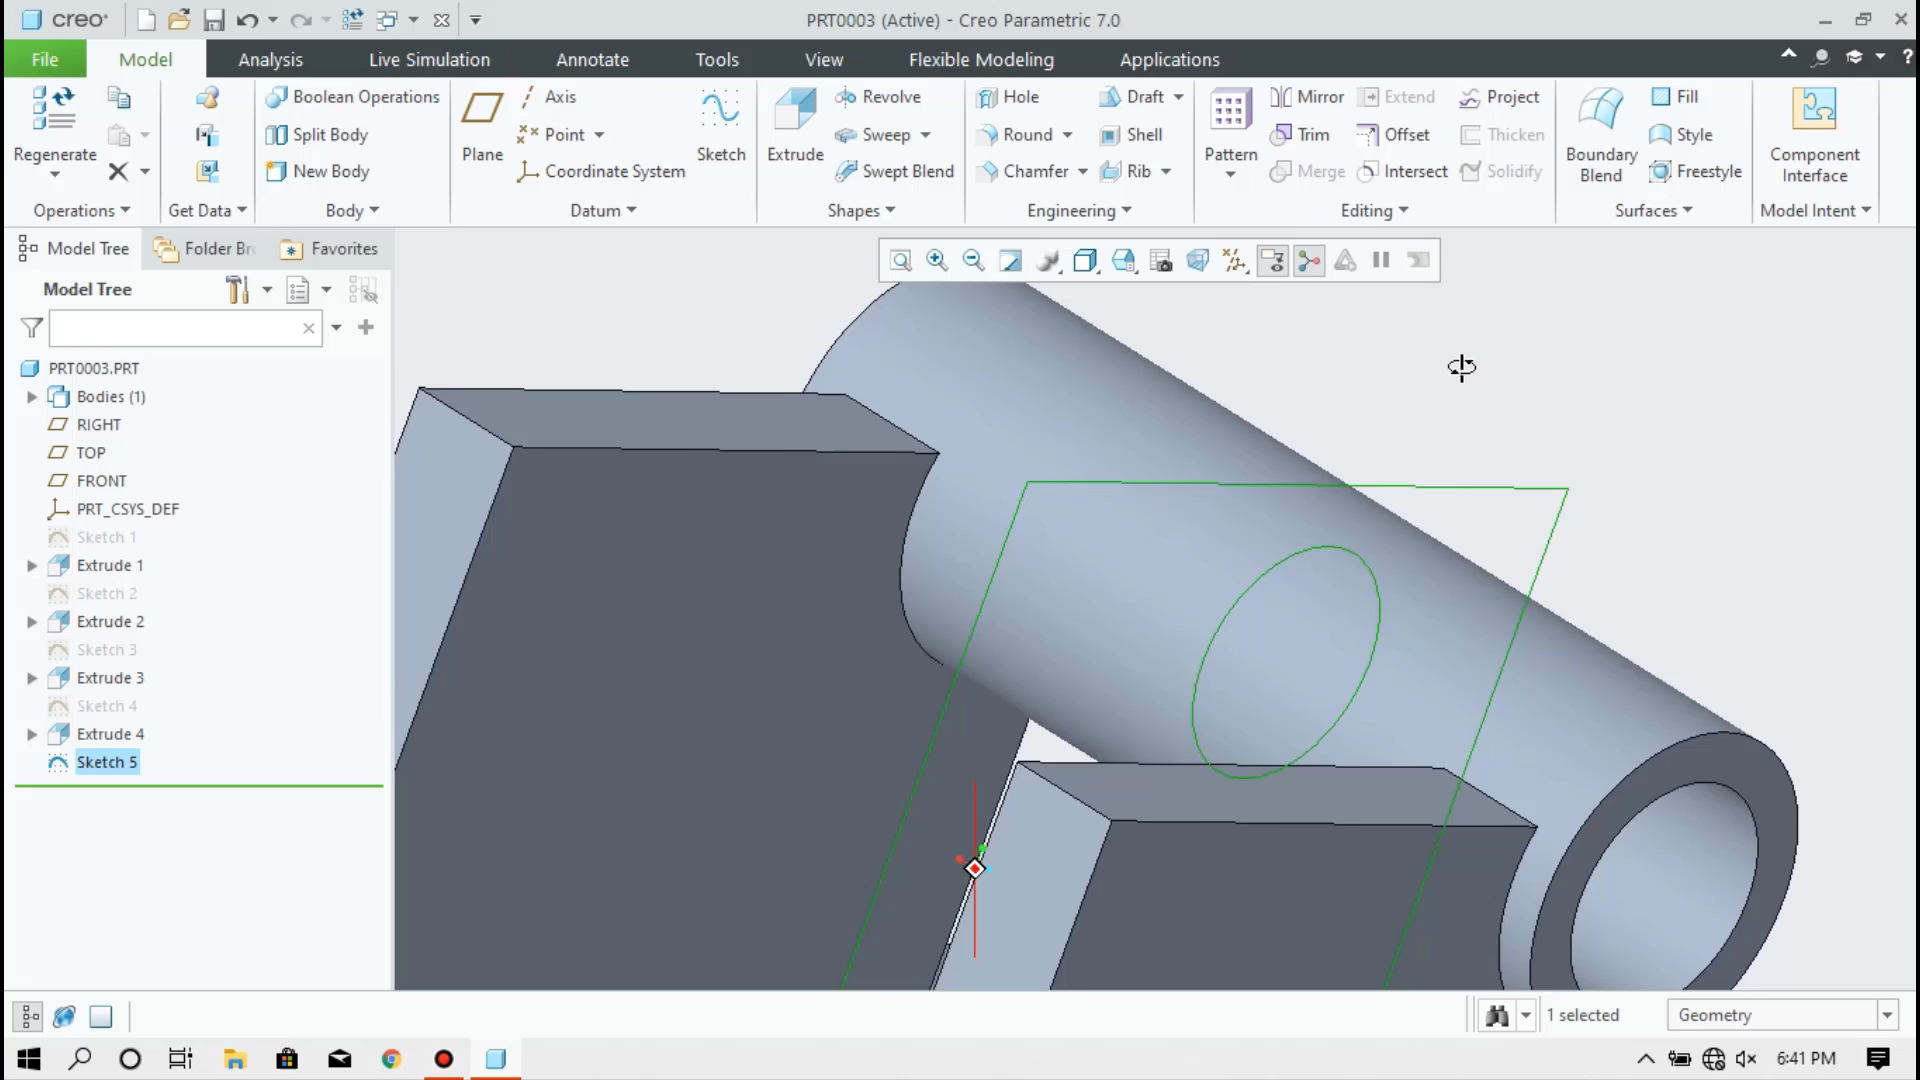 creo PRT0003 (Active) - Creo Parametric 7.0
File Model Analysis Live Simulation Annotate Tools View Flexible Modeling Applications ?
Regenerate
Operations
Get Data
Boolean Operations
Split Body
New Body
Body
Plane
Axis
Point
Coordinate System
Sketch
Datum
Extrude
Revolve
Sweep
Swept Blend
Shapes
Hole
Round
Chamfer
Draft
Shell
Rib
Engineering
Pattern
Mirror
Trim
Merge
Extend
Offset
Intersect
Project
Thicken
Solidify
Editing
Boundary
Blend
Fill
Style
Freestyle
Surfaces
Component
Interface
Model Intent
Model Tree Folder Br Favorites
Model Tree
PRT0003.PRT
Bodies (1)
RIGHT
TOP
FRONT
PRT_CSYS_DEF
Sketch 1
Extrude 1
Sketch 2
Extrude 2
Sketch 3
Extrude 3
Sketch 4
Extrude 4
Sketch 5
1 selected Geometry
6:41 PM